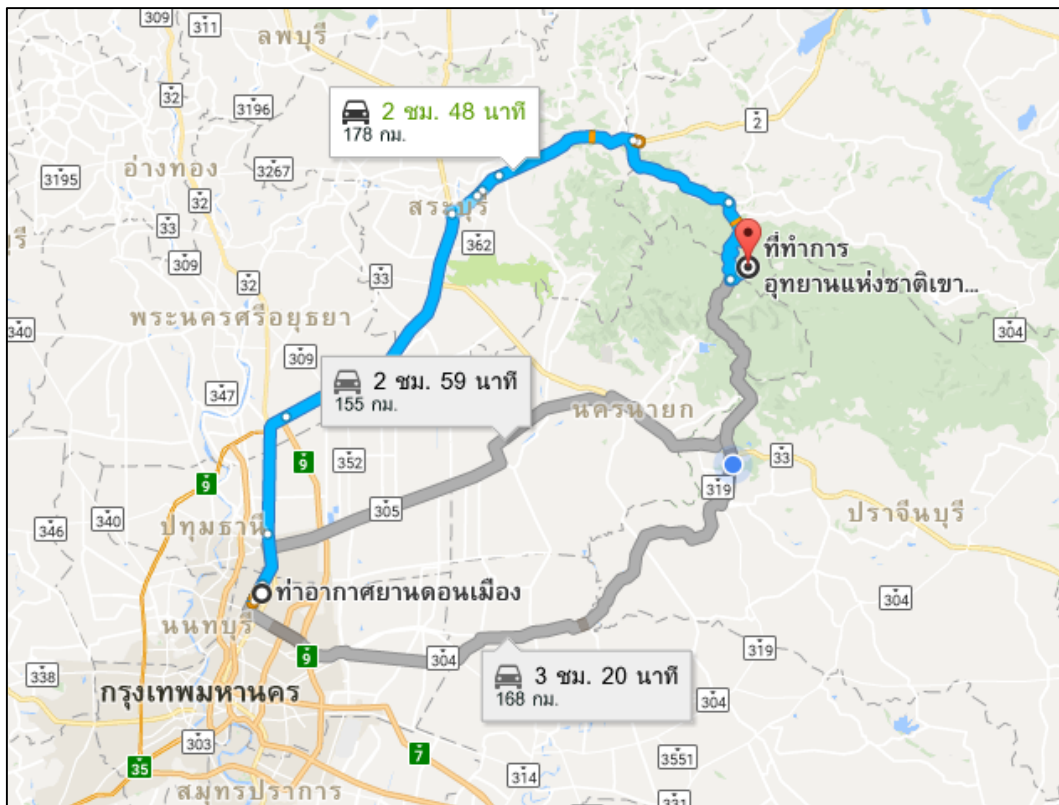 309
311
ลพบุรี
32
3196
2 ชม. 48 นาที
178 กม.
2
3195
อ่างทอง
3267
32
33
309
สระบุรี
362
33
32
ที่ทำการ
อุทยานแห่งชาติเขา...
340
พระนครศรีอยุธยา
309
304
347
2 ชม. 59 นาที
155 กม.
นครนายก
352
9
9
33
319
305
346
340
ปทุมธานี
ปราจีนบุรี
ท่าอากาศยานดอนเมือง
304
นนทบุรี
9
304
319
338
กรุงเทพมหานคร
3 ชม. 20 นาที
168 กม.
304
303
7
35
314
3551
สมุทรปราการ
331